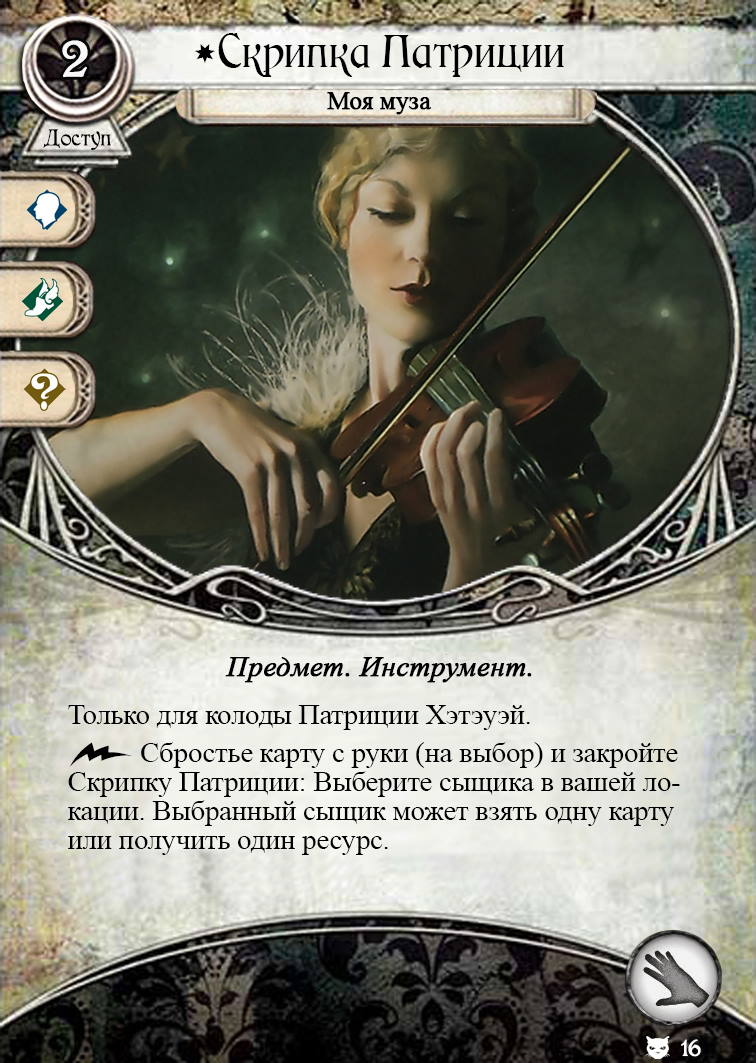 2
Скрипка Патриции
Моя муза
Доступ
?
Предмет. Инструмент.
Только для колоды Патриции Хэтэуэй.
Сбростье карту с руки (на выбор) и закройте
Скрипку Патриции: Выберите сыщика в вашей ло-
кации. Выбранный сыщик может взять одну карту
или получить один ресурс.
16